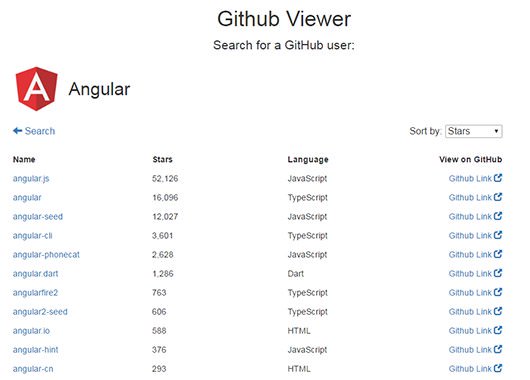 Github Viewer
Search for a GitHub user:
A
Angular
Search
Sort by: Stars
Name Stars Language View on GitHub
angular.js 52,126 JavaScript Github Link
angular 16,096 TypeScript Github Link
angular-seed 12,027 JavaScript Github Link
angular-cli 3,601 TypeScript Github Link
angular-phonecat 2,628 JavaScript Github Link
angular.dart 1,286 Dart Github Link
angularfire2 763 TypeScript Github Link
angular2-seed 606 TypeScript Github Link
angular.io 588 HTML Github Link
angular-hint 376 JavaScript Github Link
angular-cn 293 HTML Github Link